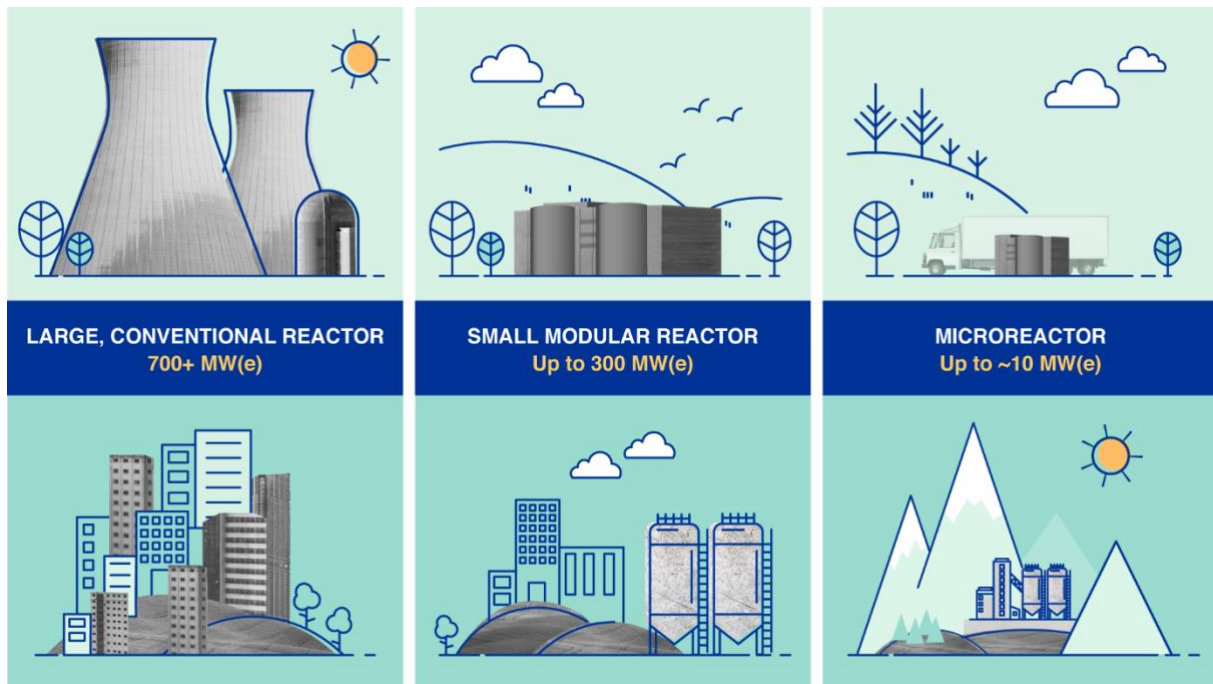 LARGE, CONVENTIONAL REACTOR
700+ MW(e)
SMALL MODULAR REACTOR
Up to 300 MW(e)
MICROREACTOR
Up to ~10 MW(e)